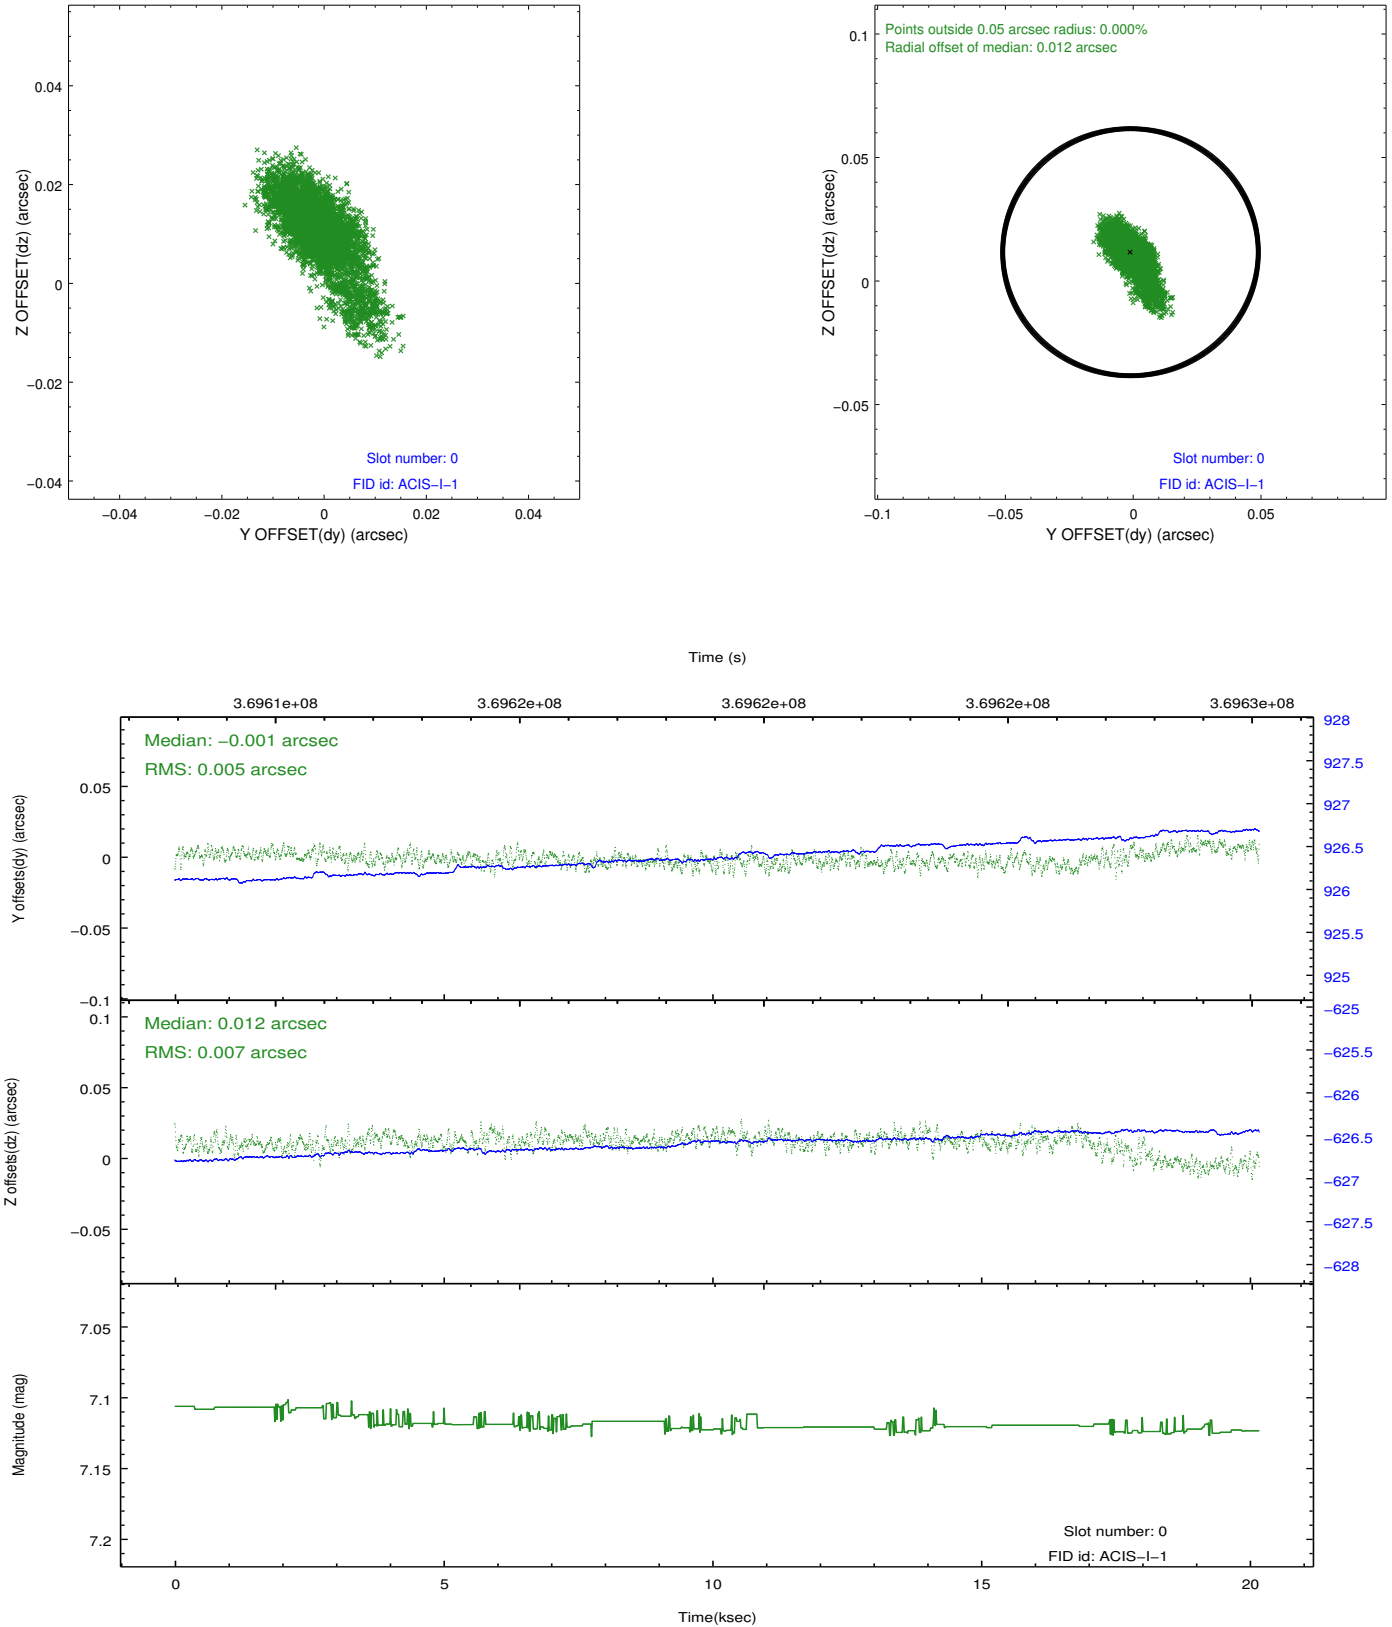 0.04
0.02
0
−0.02
−0.04
Z OFFSET(dz) (arcsec)
Slot number: 0
FID id: ACIS−I−1
−0.04 −0.02 0 0.02 0.04
Y OFFSET(dy) (arcsec)
Points outside 0.05 arcsec radius: 0.000%
Radial offset of median: 0.012 arcsec
0.1
0.05
0
−0.05
Z OFFSET(dz) (arcsec)
Slot number: 0
FID id: ACIS−I−1
−0.1 −0.05 0 0.05
Y OFFSET(dy) (arcsec)
Time (s)
3.6961e+08 3.6962e+08 3.6962e+08 3.6962e+08 3.6963e+08
Median: −0.001 arcsec
RMS: 0.005 arcsec
0.05
0
−0.05
−0.1
Y offsets(dy) (arcsec)
928
927.5
927
926.5
926
925.5
925
Median: 0.012 arcsec
RMS: 0.007 arcsec
0.1
0.05
0
−0.05
Z offsets(dz) (arcsec)
−625
−625.5
−626
−626.5
−627
−627.5
−628
7.05
7.1
7.15
7.2
Magnitude (mag)
Slot number: 0
FID id: ACIS−I−1
0 5 10 15 20
Time(ksec)